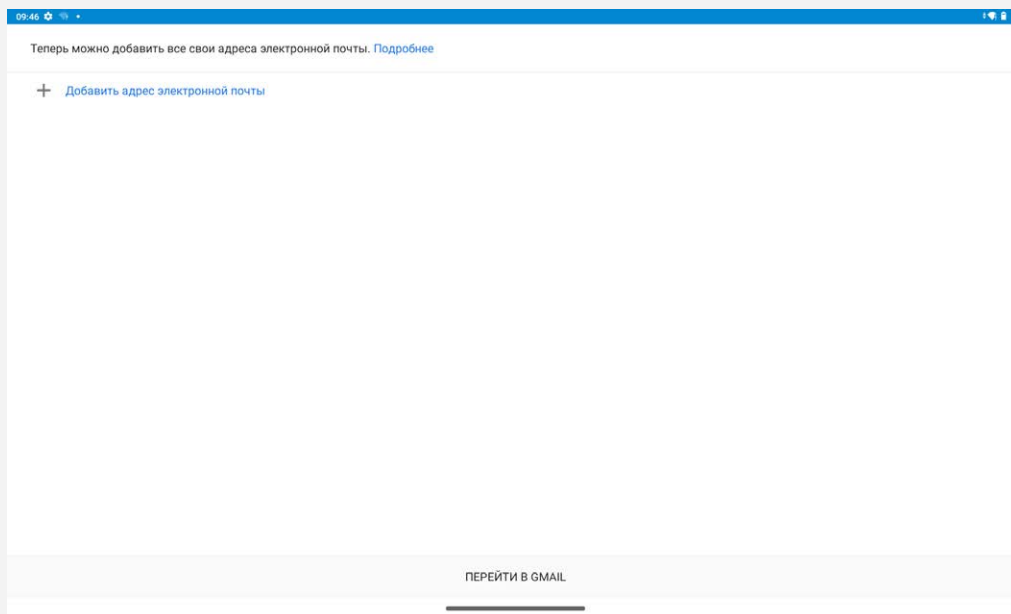 09:46
Теперь можно добавить все свои адреса электронной почты. Подробнее
Добавить адрес электронной почты
ПЕРЕЙТИ В GMAIL